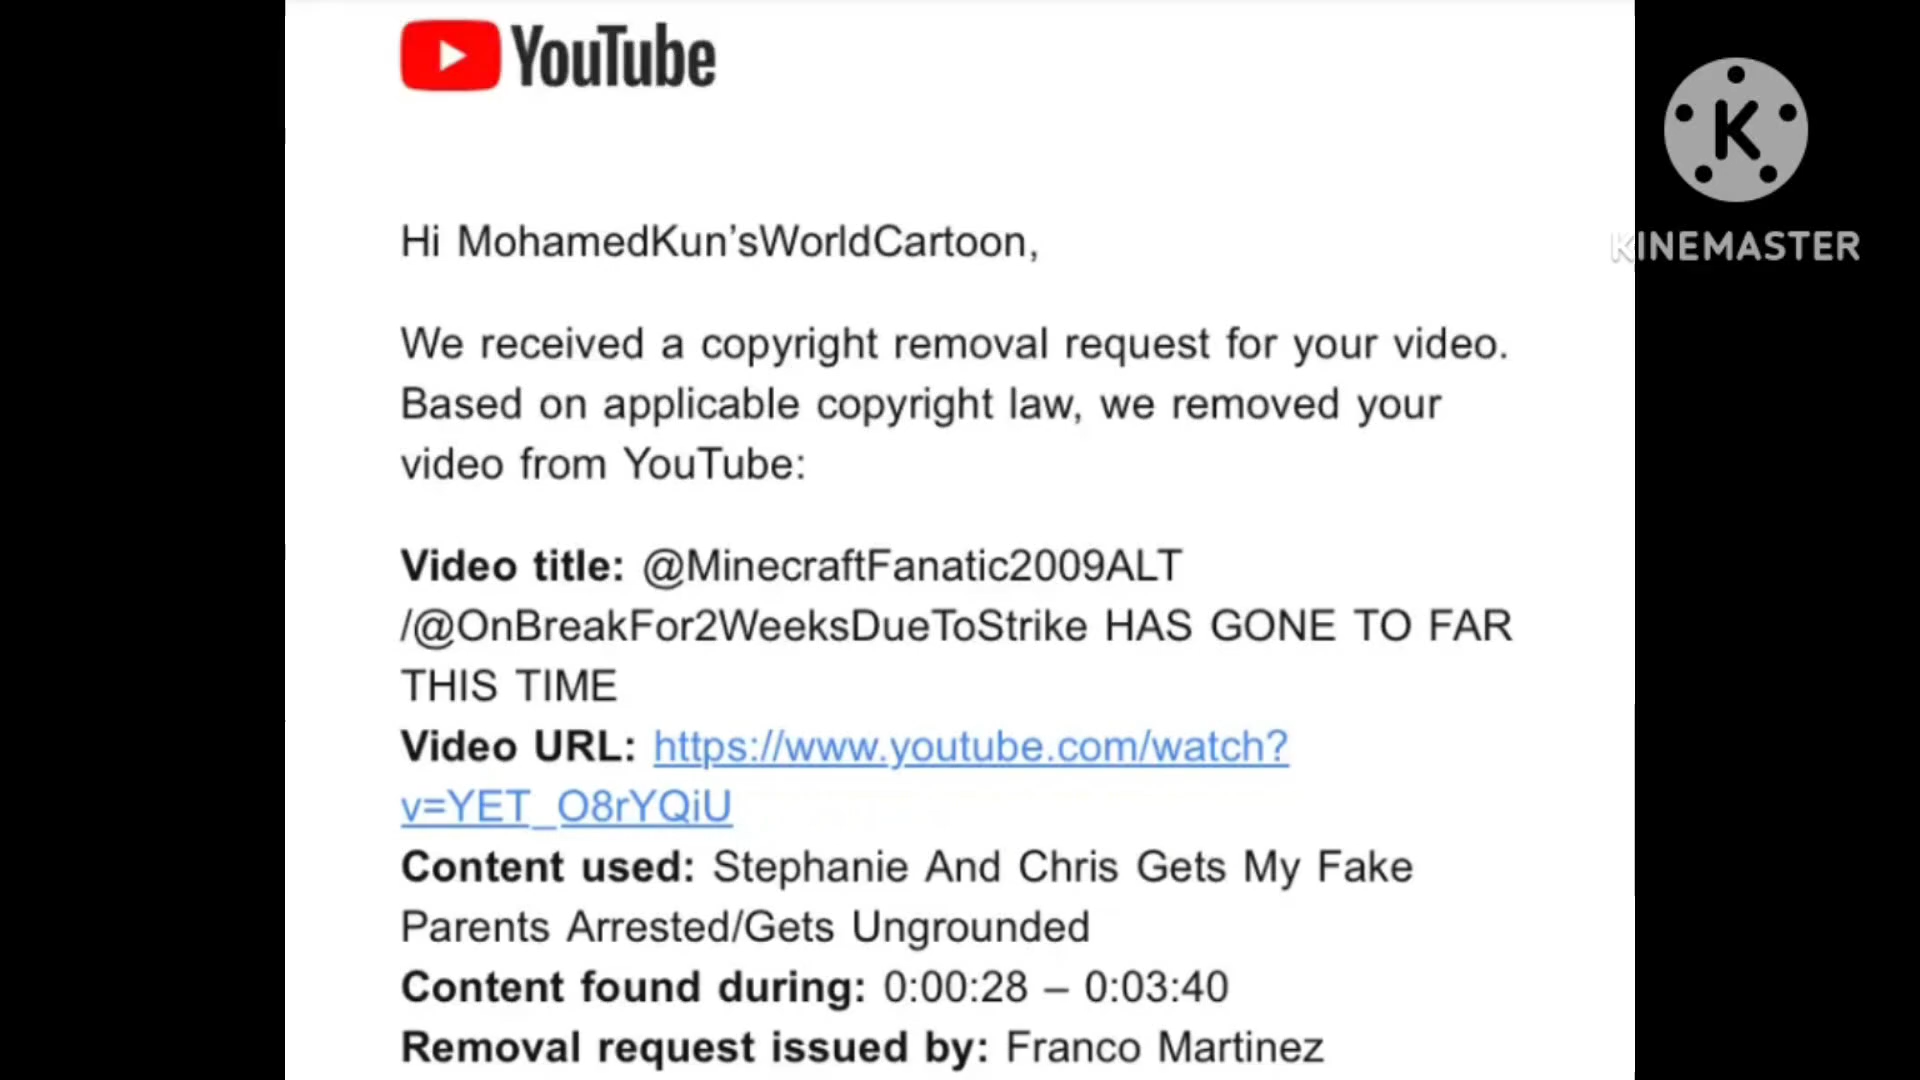 YouTube
K
KINEMASTER
Hi MohamedKun’sWorldCartoon,
We received a copyright removal request for your video.
Based on applicable copyright law, we removed your
video from YouTube:
Video title: @MinecraftFanatic2009ALT
/@OnBreakFor2WeeksDueToStrike HAS GONE TO FAR
THIS TIME
Video URL: https://www.youtube.com/watch?
v=YET_O8rYQiU
Content used: Stephanie And Chris Gets My Fake
Parents Arrested/Gets Ungrounded
Content found during: 0:00:28 – 0:03:40
Removal request issued by: Franco Martinez